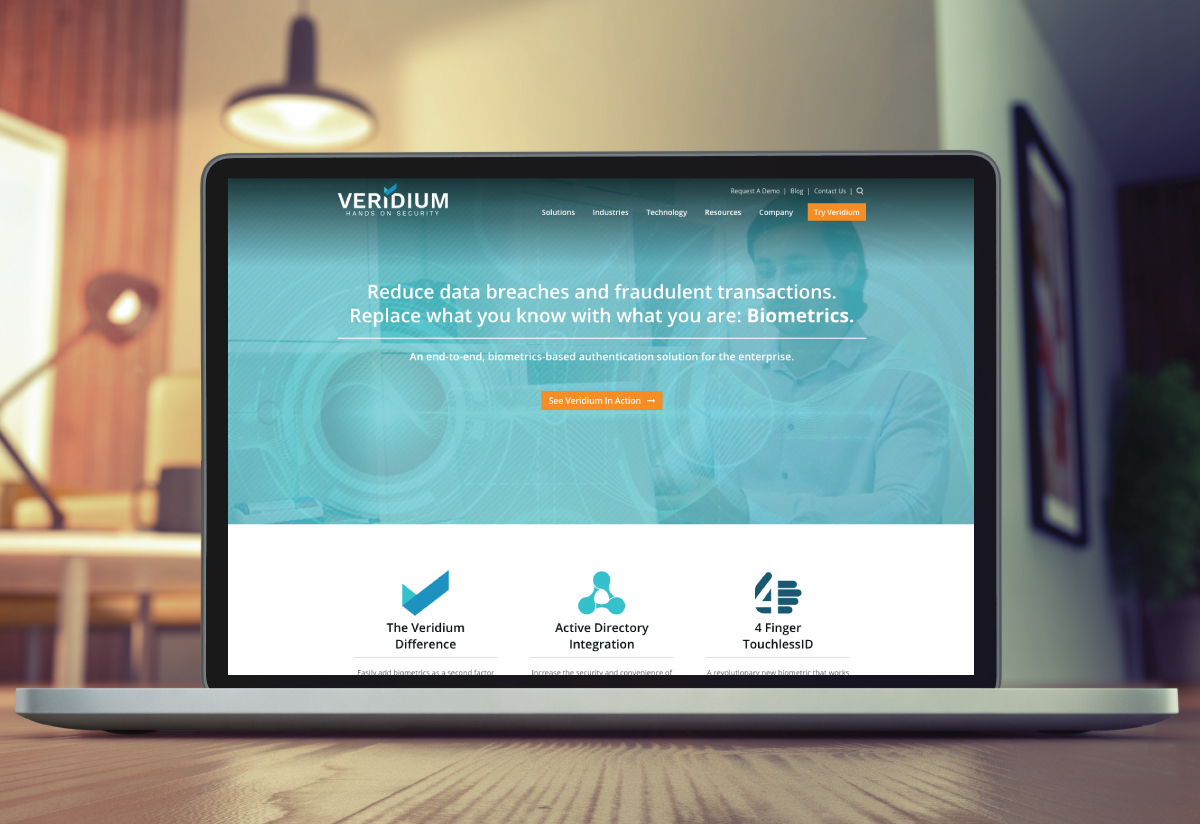 VERIDIUM
HANDS ON SECURITY
Request A Demo | Blog | Contact Us |
Solutions Industries Technology Resources Company Try Veridium
Reduce data breaches and fraudulent transactions.
Replace what you know with what you are: Biometrics.
An end-to-end, biometrics-based authentication solution for the enterprise.
See Veridium In Action →
The Veridium
Difference
Easily add biometrics as a second factor
Active Directory
Integration
Increase the security and convenience of
4
4 Finger
TouchlessID
A revolutionary new biometric that works